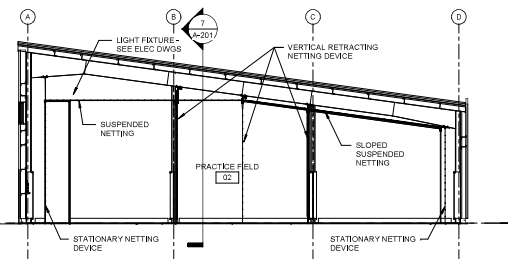 A
B
7
A-201
C
D
LIGHT FIXTURE -
SEE ELEC DWGS
VERTICAL RETRACTING
NETTING DEVICE
SUSPENDED
NETTING
SLOPED
SUSPENDED
NETTING
PRACTICE FIELD
02
STATIONARY NETTING
DEVICE
STATIONARY NETTING
DEVICE